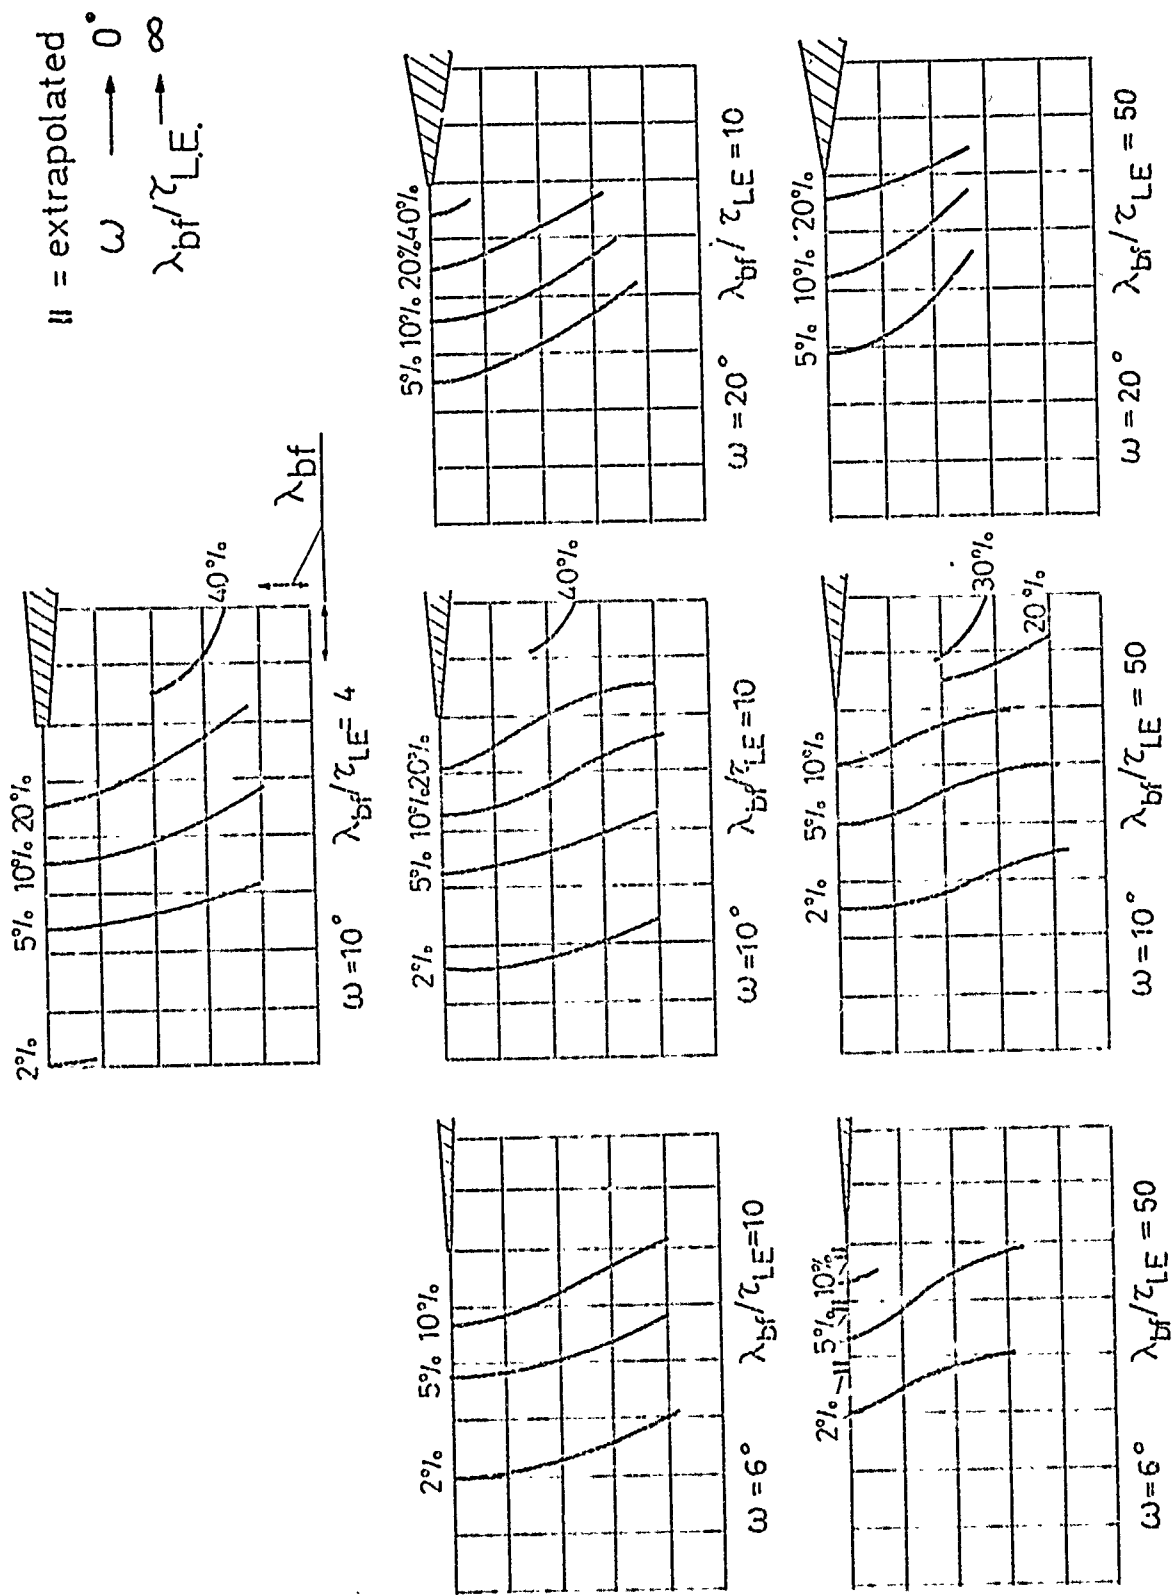 II = extrapolated
ω → 0°
λbf/τL.E. → ∞
2% 5% 10% 20%
40%
λbf
ω=10° λbf/τLE=4
2% 5% 10%
ω=6° λbf/τLE=10
2% 5% 10% 20%
40%
ω=10° λbf/τLE=10
5% 10% 20% 40%
ω=20° λbf/τLE=10
2% 5% 10%
ω=6° λbf/τLE=50
2% 5% 10%
20%
30%
ω=10° λbf/τLE=50
5% 10% 20%
ω=20° λbf/τLE=50